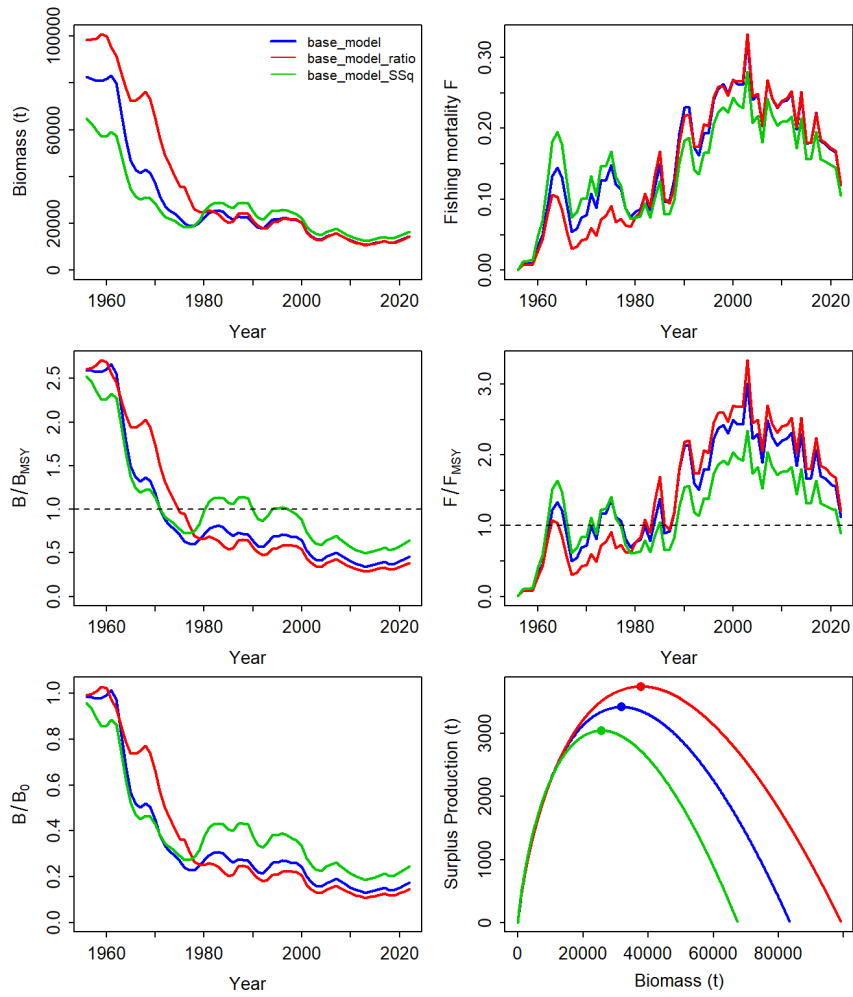 Biomass (t)
0 20000 60000 100000
base_model
base_model_ratio
base_model_SSq
1960 1980 2000 2020
Year
Fishing mortality F
0.00 0.10 0.20 0.30
1960 1980 2000 2020
Year
B/BMSY
0.0 0.5 1.0 1.5 2.0 2.5
1960 1980 2000 2020
Year
F/FMSY
0.0 1.0 2.0 3.0
1960 1980 2000 2020
Year
B/B0
0.0 0.2 0.4 0.6 0.8 1.0
1960 1980 2000 2020
Year
Surplus Production (t)
0 1000 2000 3000
0 20000 40000 60000 80000
Biomass (t)